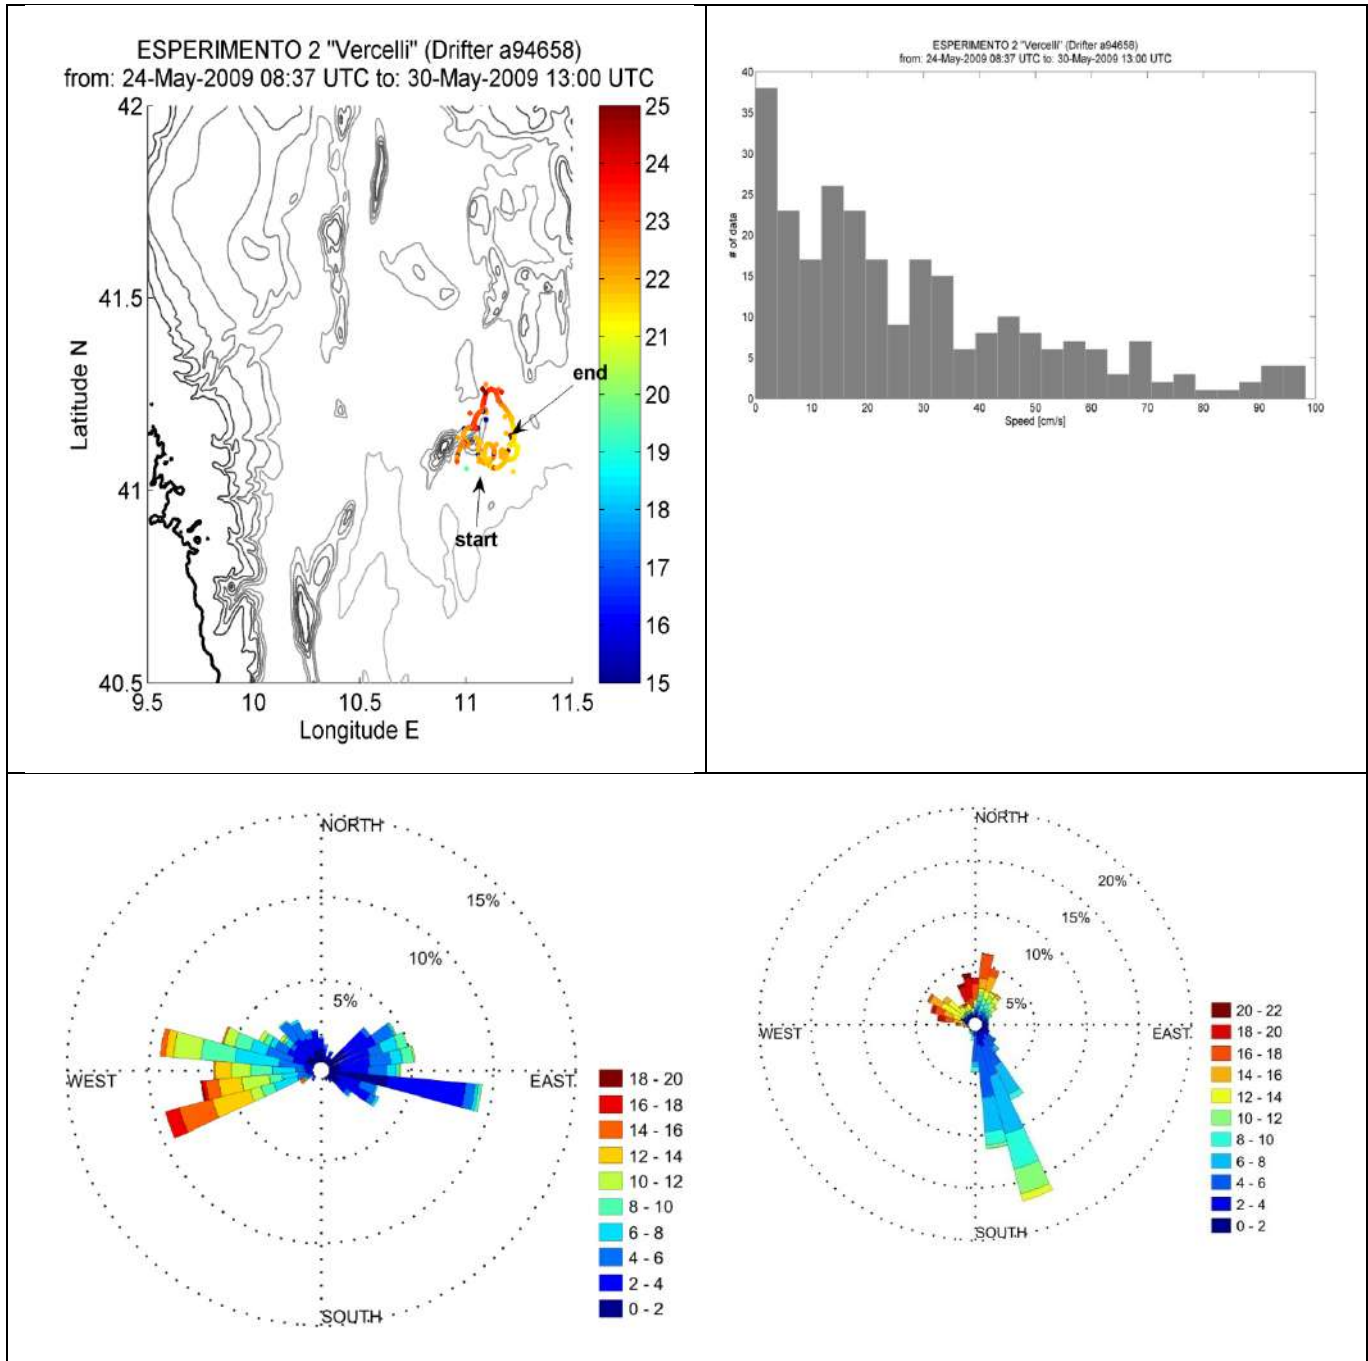 ESPERIMENTO 2 "Vercelli" (Drifter a94658)
from: 24-May-2009 08:37 UTC to: 30-May-2009 13:00 UTC
42
41.5
41
40.5
Latitude N
9.5 10 10.5 11 11.5
Longitude E
end
start
25
24
23
22
21
20
19
18
17
16
15
ESPERIMENTO 2 "Vercelli" (Drifter a94658)
from: 24-May-2009 08:37 UTC to: 30-May-2009 13:00 UTC
40
35
30
25
20
15
10
5
0
# of data
0 10 20 30 40 50 60 70 80 90 100
Speed [cm/s]
NORTH
15%
10%
5%
WEST
EAST
SOUTH
18 - 20
16 - 18
14 - 16
12 - 14
10 - 12
8 - 10
6 - 8
4 - 6
2 - 4
0 - 2
NORTH
20%
15%
10%
5%
WEST
EAST
SOUTH
20 - 22
18 - 20
16 - 18
14 - 16
12 - 14
10 - 12
8 - 10
6 - 8
4 - 6
2 - 4
0 - 2